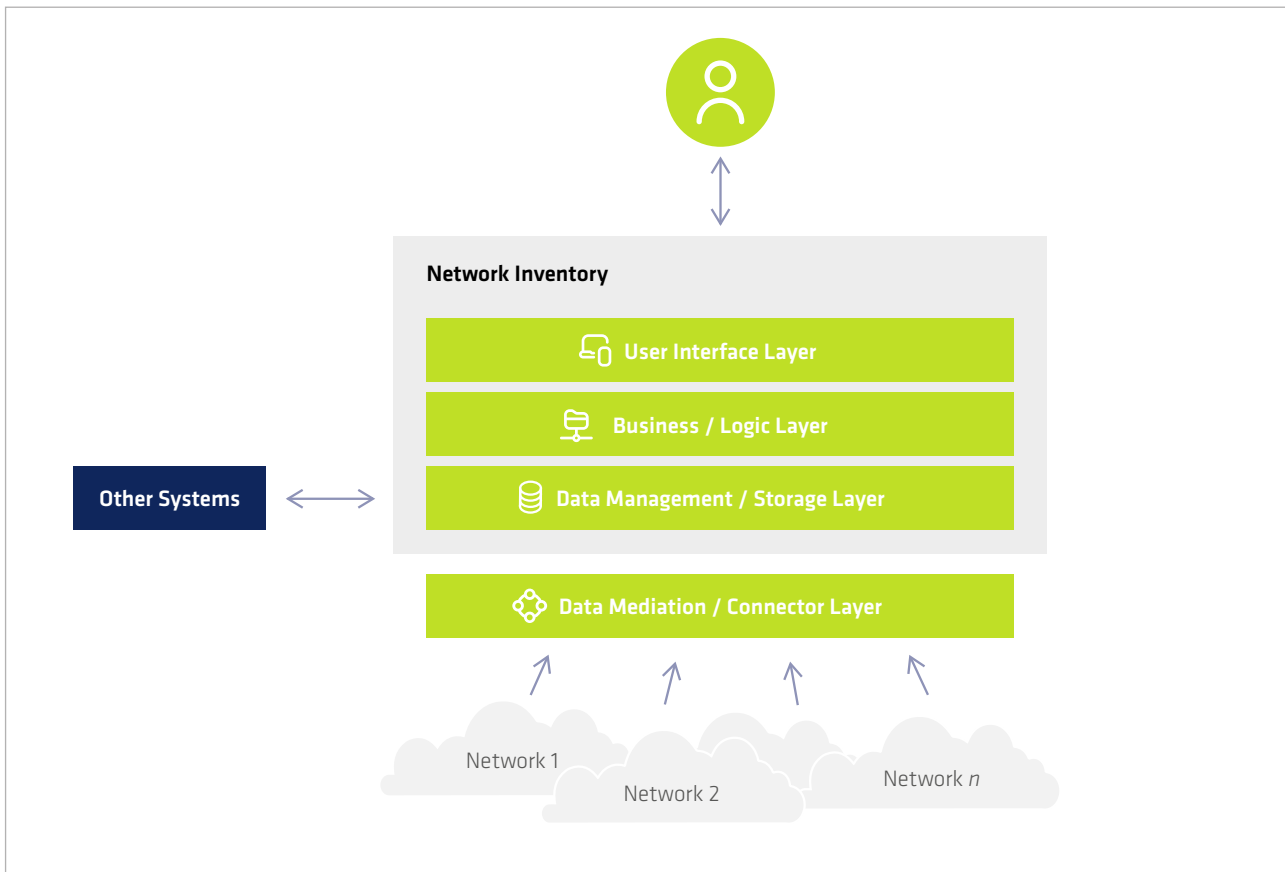 Network Inventory
User Interface Layer
Business / Logic Layer
Other Systems
Data Management / Storage Layer
Data Mediation / Connector Layer
Network 1
Network 2
Network n